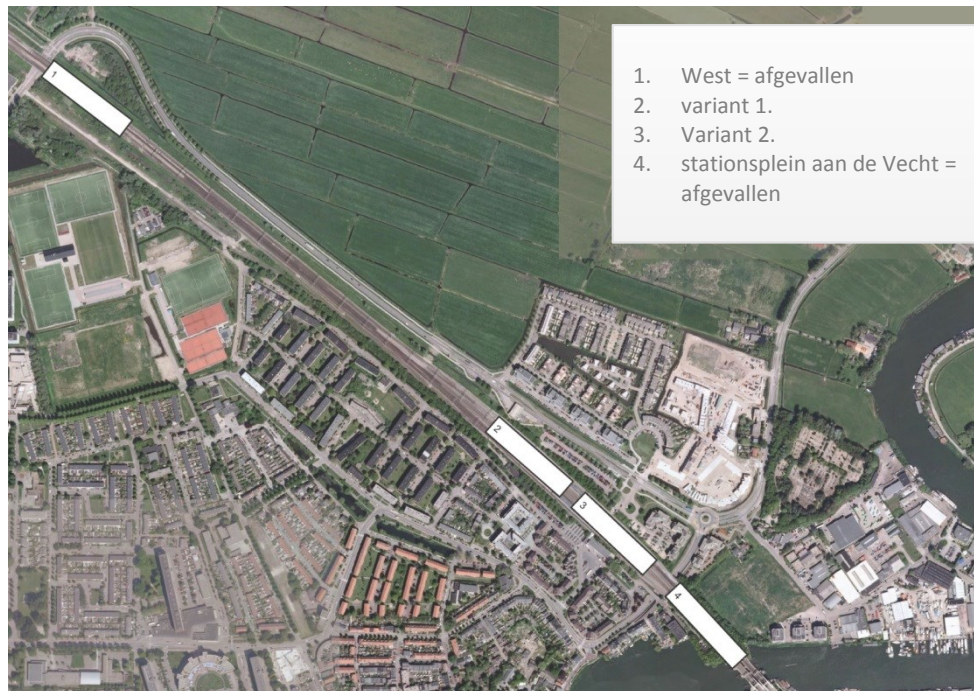 1. West = afgevallen
2. variant 1.
3. Variant 2.
4. stationsplein aan de Vecht =
afgevallen
1
2
3
4